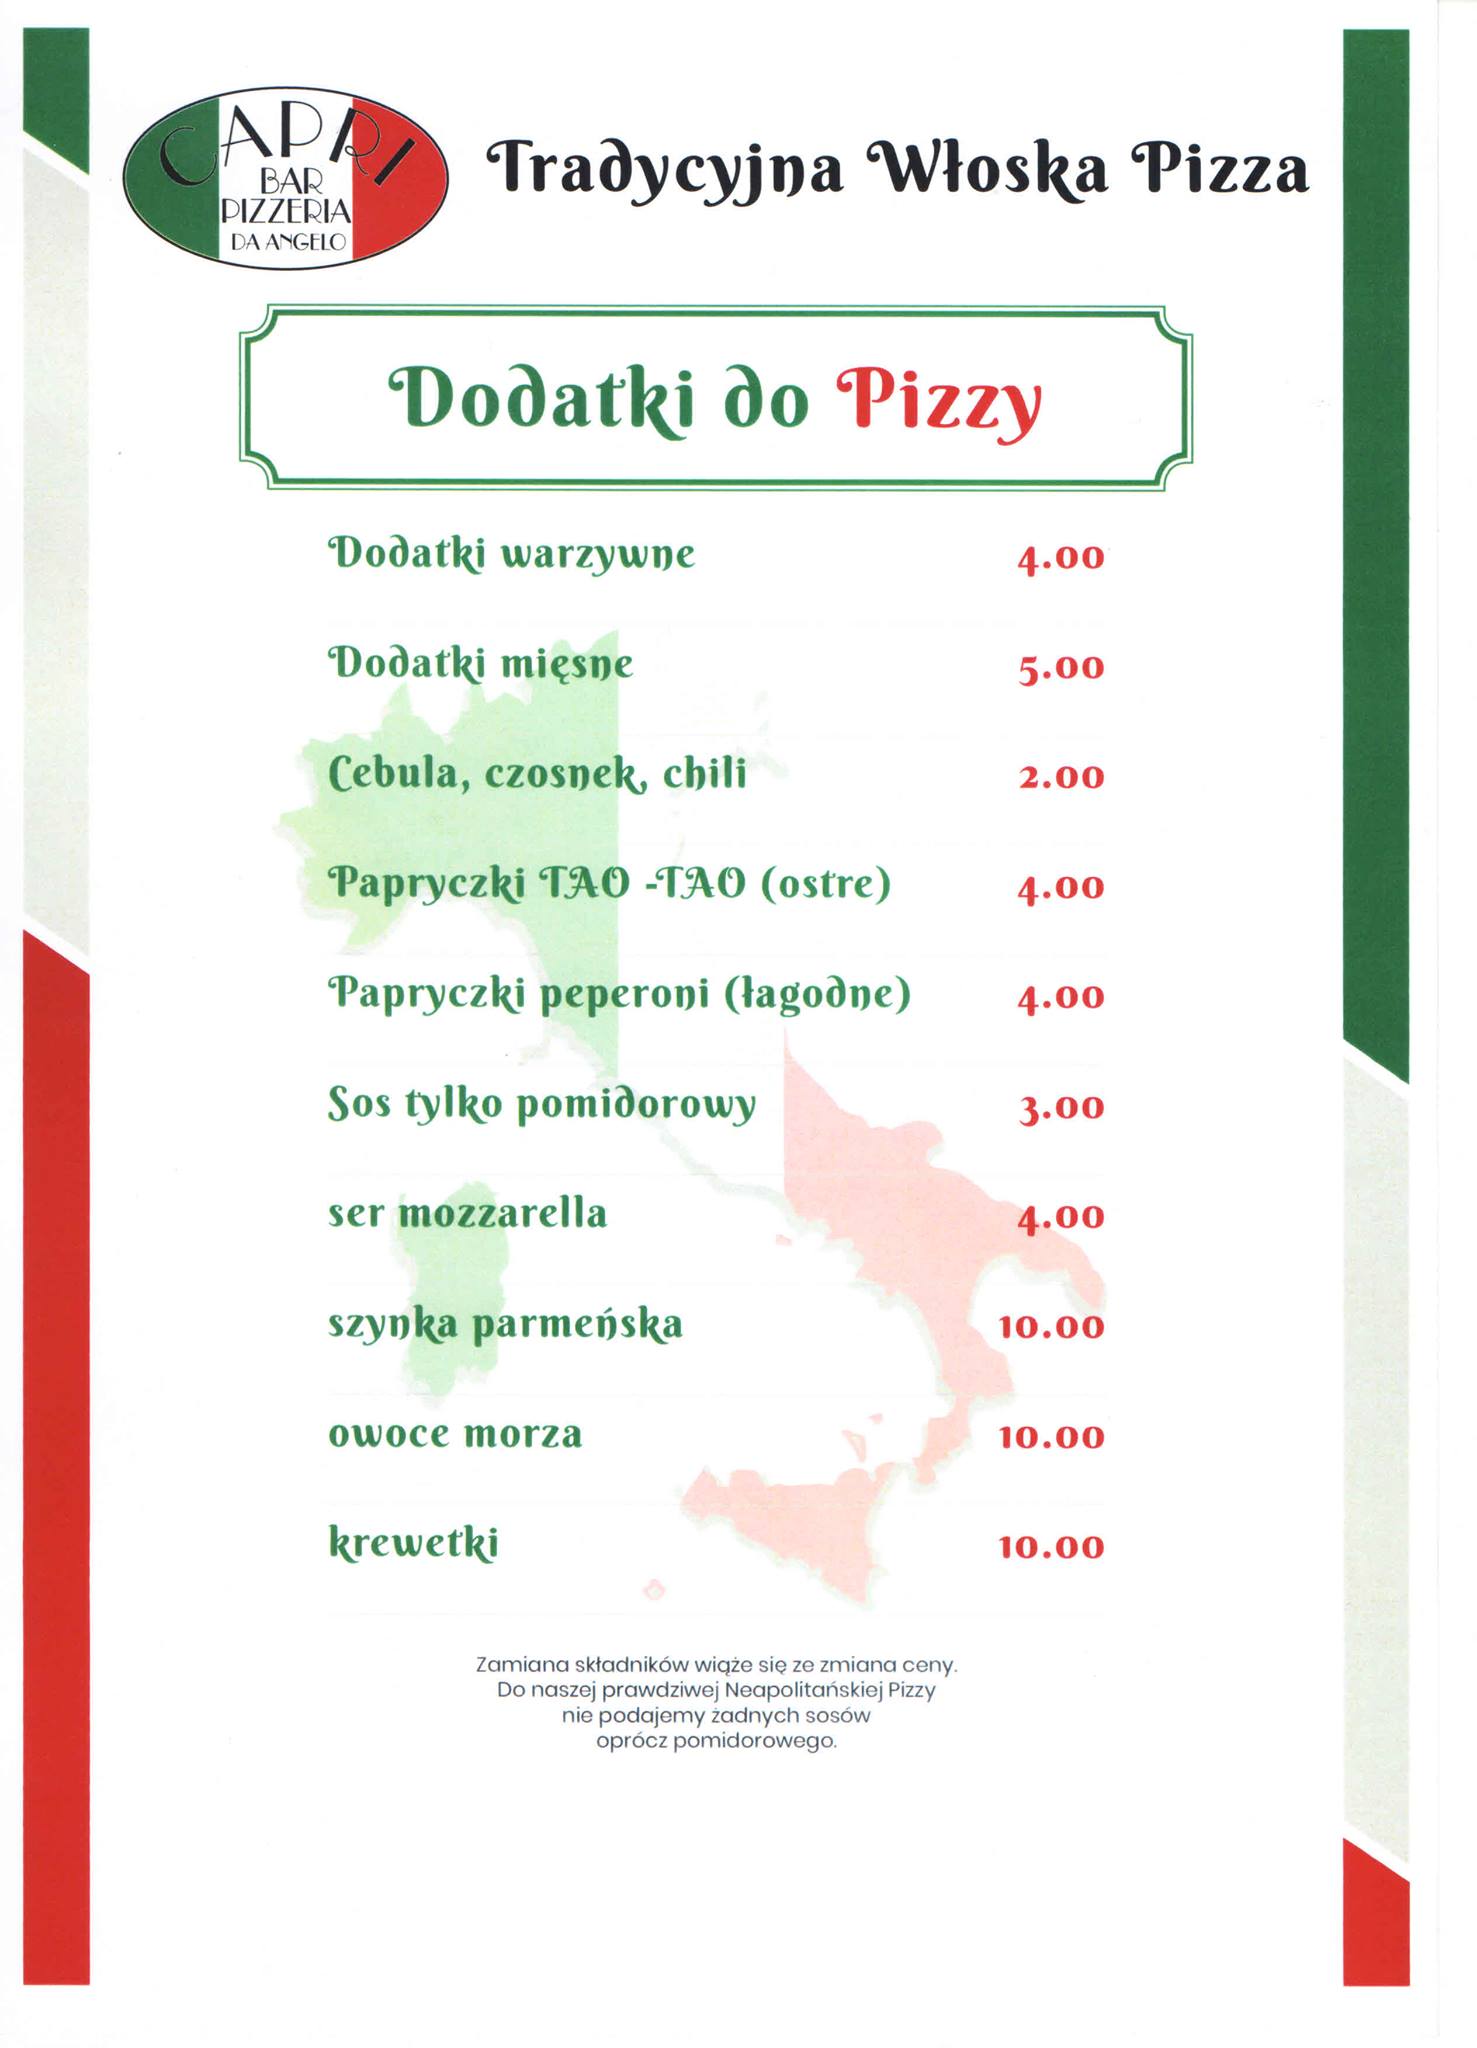 CAPRI
BAR
PIZZERIA
DA ANGELO
Tradycyjna Włoska Pizza
Dodatki do Pizzy
Dodatki warzywne 4.00
Dodatki mięsne 5.00
Cebula, czosnek, chili 2.00
Papryczki TAO -TAO (ostre) 4.00
Papryczki peperoni (łagodne) 4.00
Sos tylko pomidorowy 3.00
ser mozzarella 4.00
szynka parmeńska 10.00
owoce morza 10.00
krewetki 10.00
Zamiana składników wiąże się ze zmiana ceny.
Do naszej prawdziwej Neapolitańskiej Pizzy
nie podajemy żadnych sosów
oprócz pomidorowego.